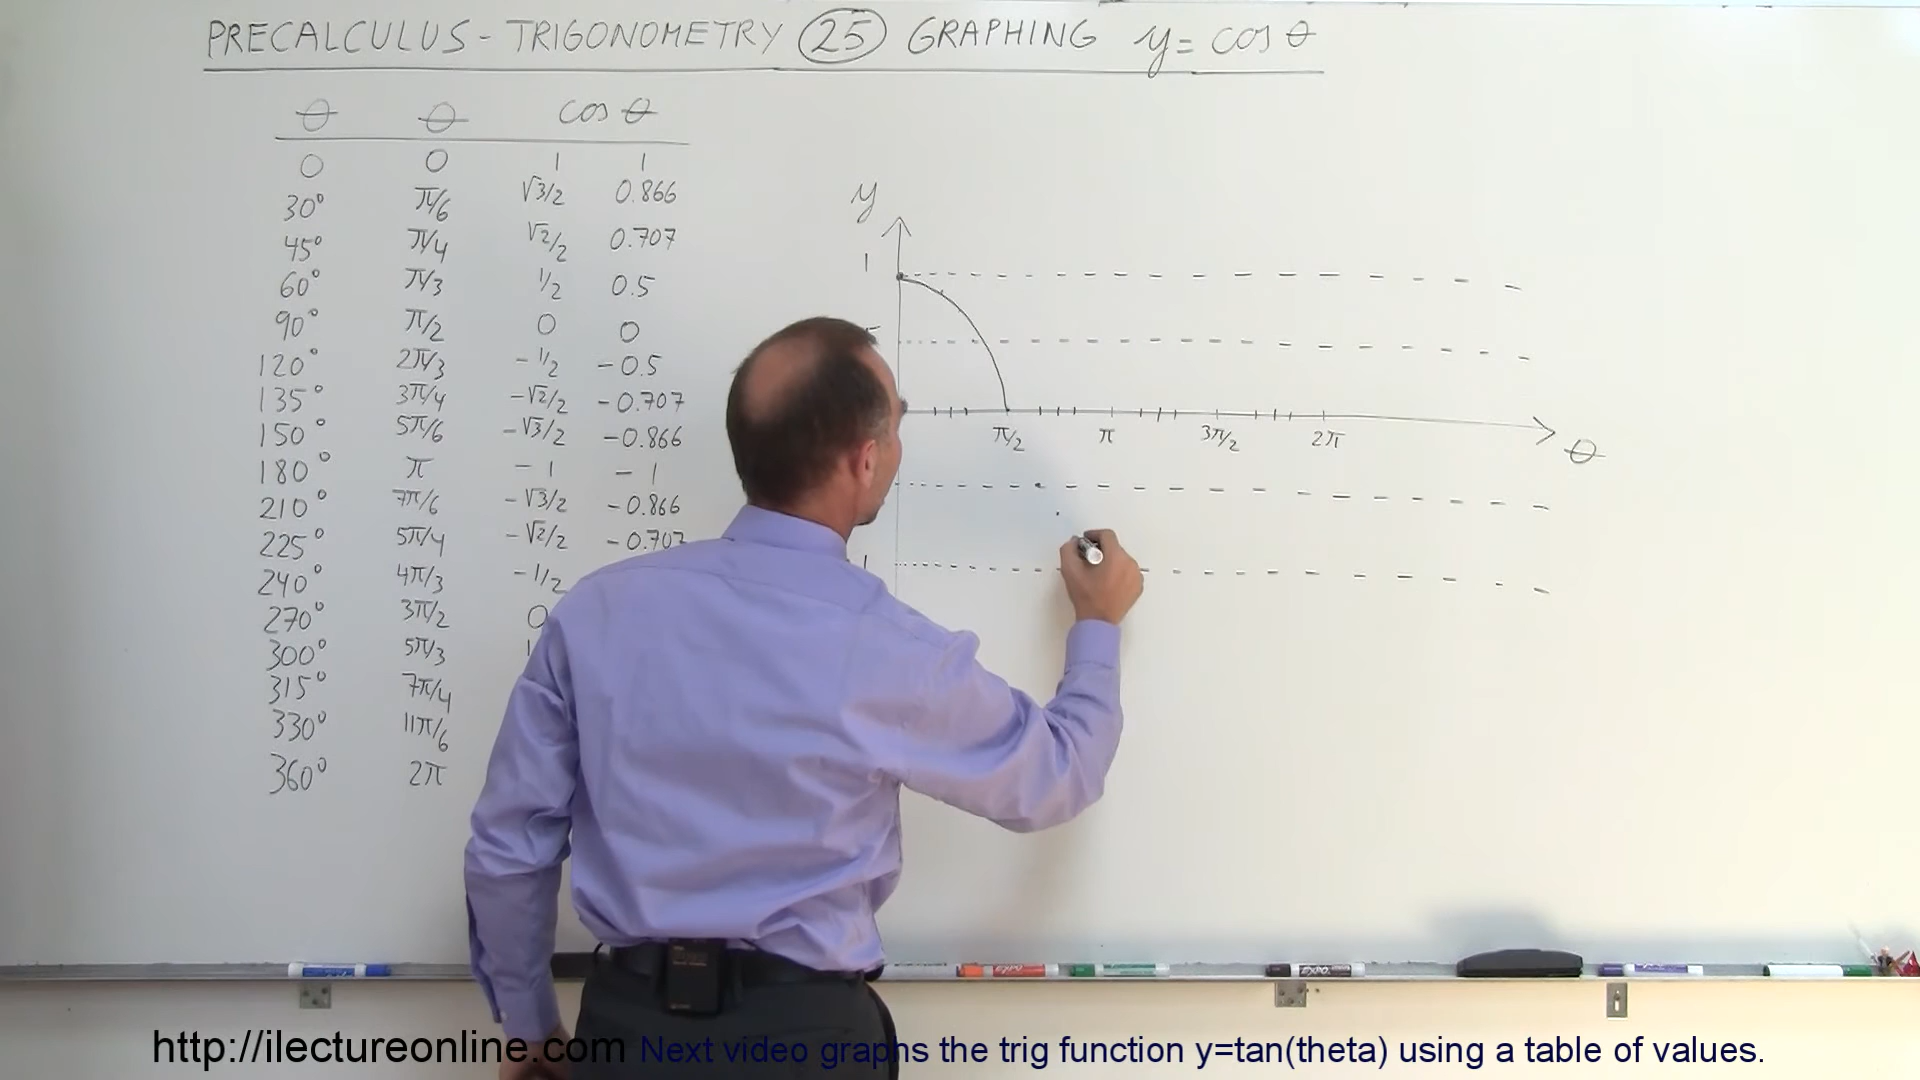 PRECALCULUS - TRIGONOMETRY 25 GRAPHING y = cos θ
θ θ cos θ
0 0 1 1
30° π/6 √3/2 0.866
45° π/4 √2/2 0.707
60° π/3 1/2 0.5
90° π/2 0 0
120° 2π/3 -1/2 -0.5
135° 3π/4 -√2/2 -0.707
150° 5π/6 -√3/2 -0.866
180° π -1 -1
210° 7π/6 -√3/2 -0.866
225° 5π/4 -√2/2 -0.707
240° 4π/3 -1/2
270° 3π/2 0
300° 5π/3 1
315° 7π/4
330° 11π/6
360° 2π
y
1
π/2 π 3π/2 2π
θ
http://ilectureonline.com Next video graphs the trig function y=tan(theta) using a table of values.